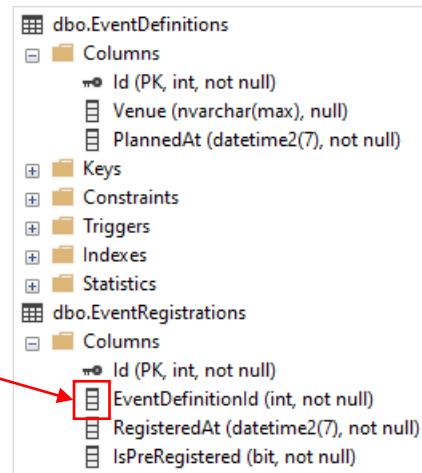 dbo.EventDefinitions
Columns
Id (PK, int, not null)
Venue (nvarchar(max), null)
PlannedAt (datetime2(7), not null)
Keys
Constraints
Triggers
Indexes
Statistics
dbo.EventRegistrations
Columns
Id (PK, int, not null)
EventDefinitionId (int, not null)
RegisteredAt (datetime2(7), not null)
IsPreRegistered (bit, not null)